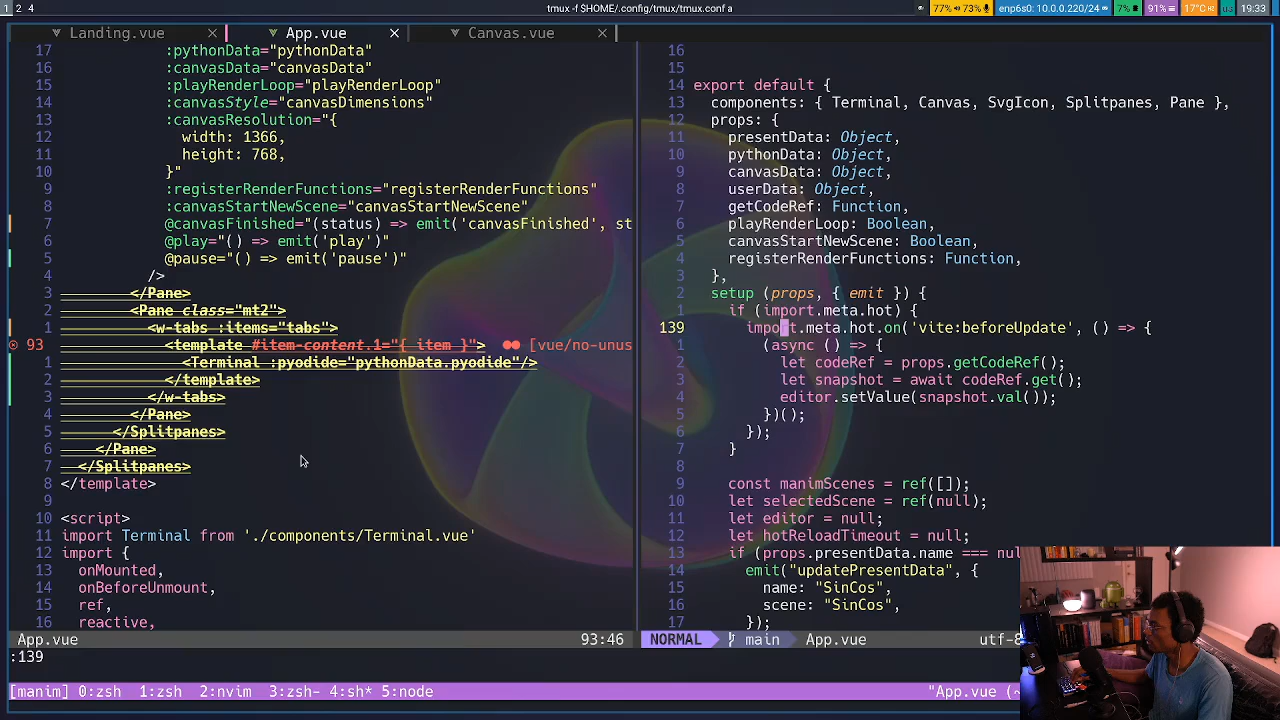 1 2 4
tmux -f $HOME/.config/tmux/tmux.conf a
77% 73% enp6s0: 10.0.0.220/24 7% 91% 17°C us 19:33
Landing.vue
App.vue
Canvas.vue
17 :pythonData="pythonData"
16 :canvasData="canvasData"
15 :playRenderLoop="playRenderLoop"
14 :canvasStyle="canvasDimensions"
13 :canvasResolution="{
12 width: 1366,
11 height: 768,
10 }"
9 :registerRenderFunctions="registerRenderFunctions"
8 :canvasStartNewScene="canvasStartNewScene"
7 @canvasFinished="(status) => emit('canvasFinished', st
6 @play="() => emit('play')"
5 @pause="() => emit('pause')"
4 />
3 </Pane>
2 <Pane class="mt2">
1 <w-tabs :items="tabs">
93 <template #item-content.1="{ item }"> [vue/no-unus
1 <Terminal :pyodide="pythonData.pyodide"/>
2 </template>
3 </w-tabs>
4 </Pane>
5 </Splitpanes>
6 </Pane>
7 </Splitpanes>
8 </template>
9
10 <script>
11 import Terminal from './components/Terminal.vue'
12 import {
13 onMounted,
14 onBeforeUnmount,
15 ref,
16 reactive,
App.vue 93:46
16
15
14 export default {
13 components: { Terminal, Canvas, SvgIcon, Splitpanes, Pane },
12 props: {
11 presentData: Object,
10 pythonData: Object,
9 canvasData: Object,
8 userData: Object,
7 getCodeRef: Function,
6 playRenderLoop: Boolean,
5 canvasStartNewScene: Boolean,
4 registerRenderFunctions: Function,
3 },
2 setup (props, { emit }) {
1 if (import.meta.hot) {
139 import.meta.hot.on('vite:beforeUpdate', () => {
1 (async () => {
2 let codeRef = props.getCodeRef();
3 let snapshot = await codeRef.get();
4 editor.setValue(snapshot.val());
5 })();
6 });
7 }
8
9 const manimScenes = ref([]);
10 let selectedScene = ref(null);
11 let editor = null;
12 let hotReloadTimeout = null;
13 if (props.presentData.name === nu
14 emit("updatePresentData", {
15 name: "SinCos",
16 scene: "SinCos",
17 });
NORMAL main App.vue utf-8
:139
[manim] 0:zsh 1:zsh 2:nvim 3:zsh- 4:sh* 5:node
"App.vue (~